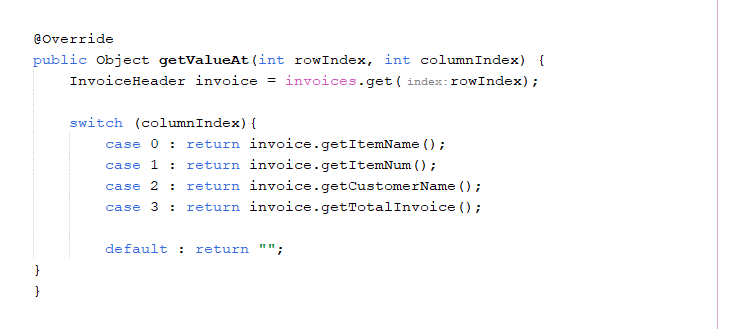 @Override
public Object getValueAt(int rowIndex, int columnIndex) {
    InvoiceHeader invoice = invoices.get( index: rowIndex);

    switch (columnIndex){
        case 0 : return invoice.getItemName();
        case 1 : return invoice.getItemNum();
        case 2 : return invoice.getCustomerName();
        case 3 : return invoice.getTotalInvoice();

        default : return "";
}
}